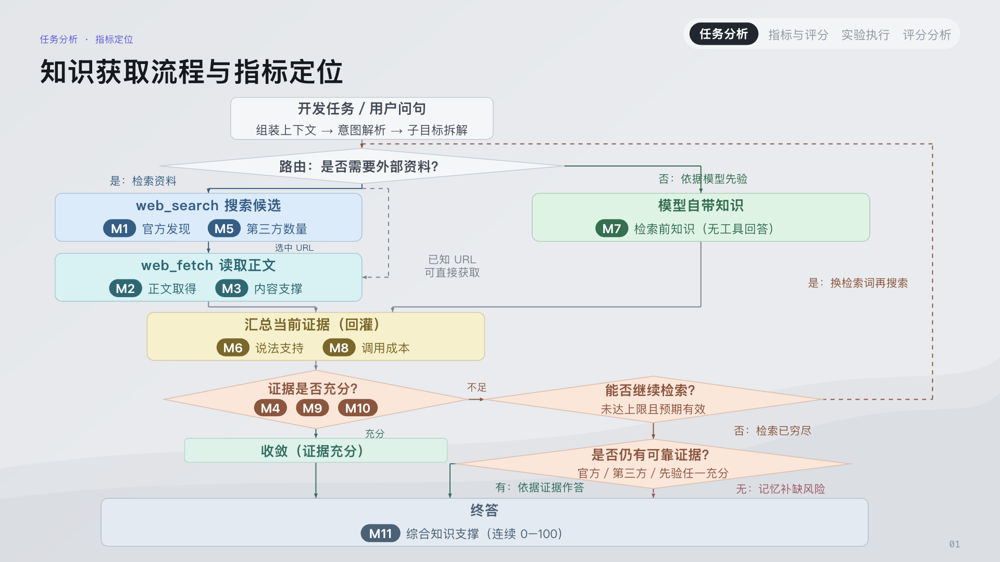 任务分析 · 指标定位
任务分析 指标与评分 实验执行 评分分析
知识获取流程与指标定位
开发任务 / 用户问句
组装上下文 → 意图解析 → 子目标拆解
路由：是否需要外部资料?
是：检索资料
否：依据模型先验
web_search 搜索候选
M1 官方发现 M5 第三方数量
模型自带知识
M7 检索前知识（无工具回答）
选中 URL
web_fetch 读取正文
M2 正文取得 M3 内容支撑
已知 URL
可直接获取
是：换检索词再搜索
汇总当前证据（回灌）
M6 说法支持 M8 调用成本
证据是否充分?
M4 M9 M10
不足
能否继续检索?
未达上限且预期有效
充分
否：检索已穷尽
收敛（证据充分）
是否仍有可靠证据?
官方 / 第三方 / 先验任一充分
有：依据证据作答
无：记忆补缺风险
终答
M11 综合知识支撑（连续 0–100）
01